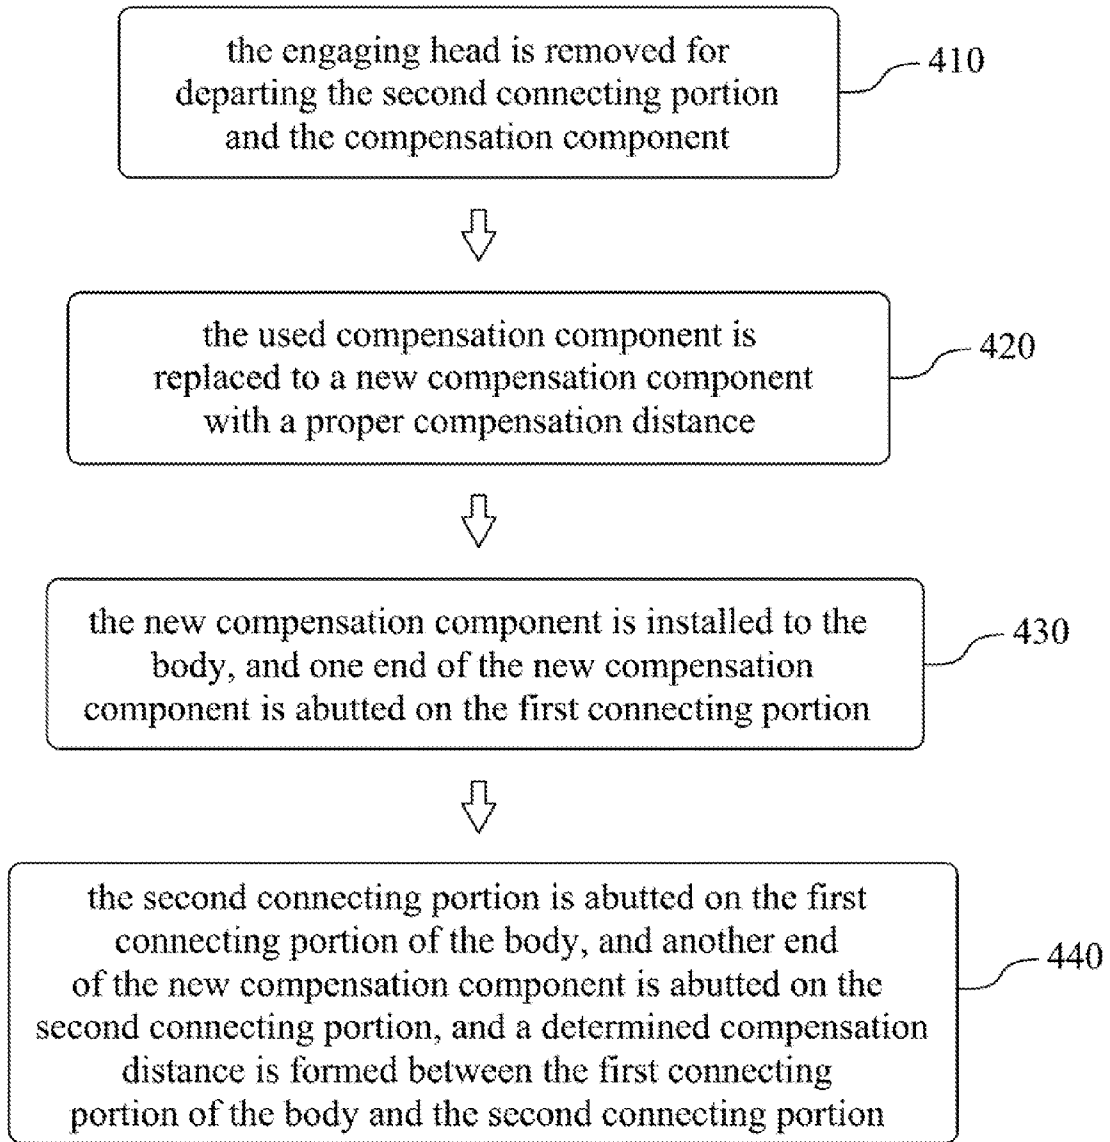 the engaging head is removed for
departing the second connecting portion
and the compensation component
410
the used compensation component is
replaced to a new compensation component
with a proper compensation distance
420
the new compensation component is installed to the
body, and one end of the new compensation
component is abutted on the first connecting portion
430
the second connecting portion is abutted on the first
connecting portion of the body, and another end
of the new compensation component is abutted on the
second connecting portion, and a determined compensation
distance is formed between the first connecting
portion of the body and the second connecting portion
440